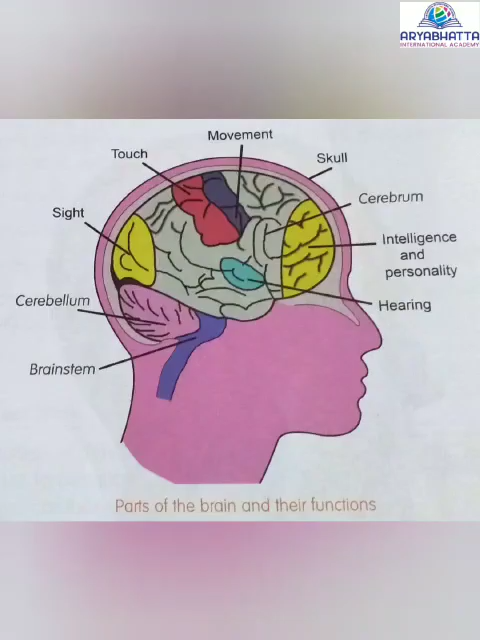 ARYABHATTA
INTERNATIONAL ACADEMY
Movement
Touch
Skull
Cerebrum
Sight
Intelligence
and
personality
Cerebellum
Hearing
Brainstem
Parts of the brain and their functions